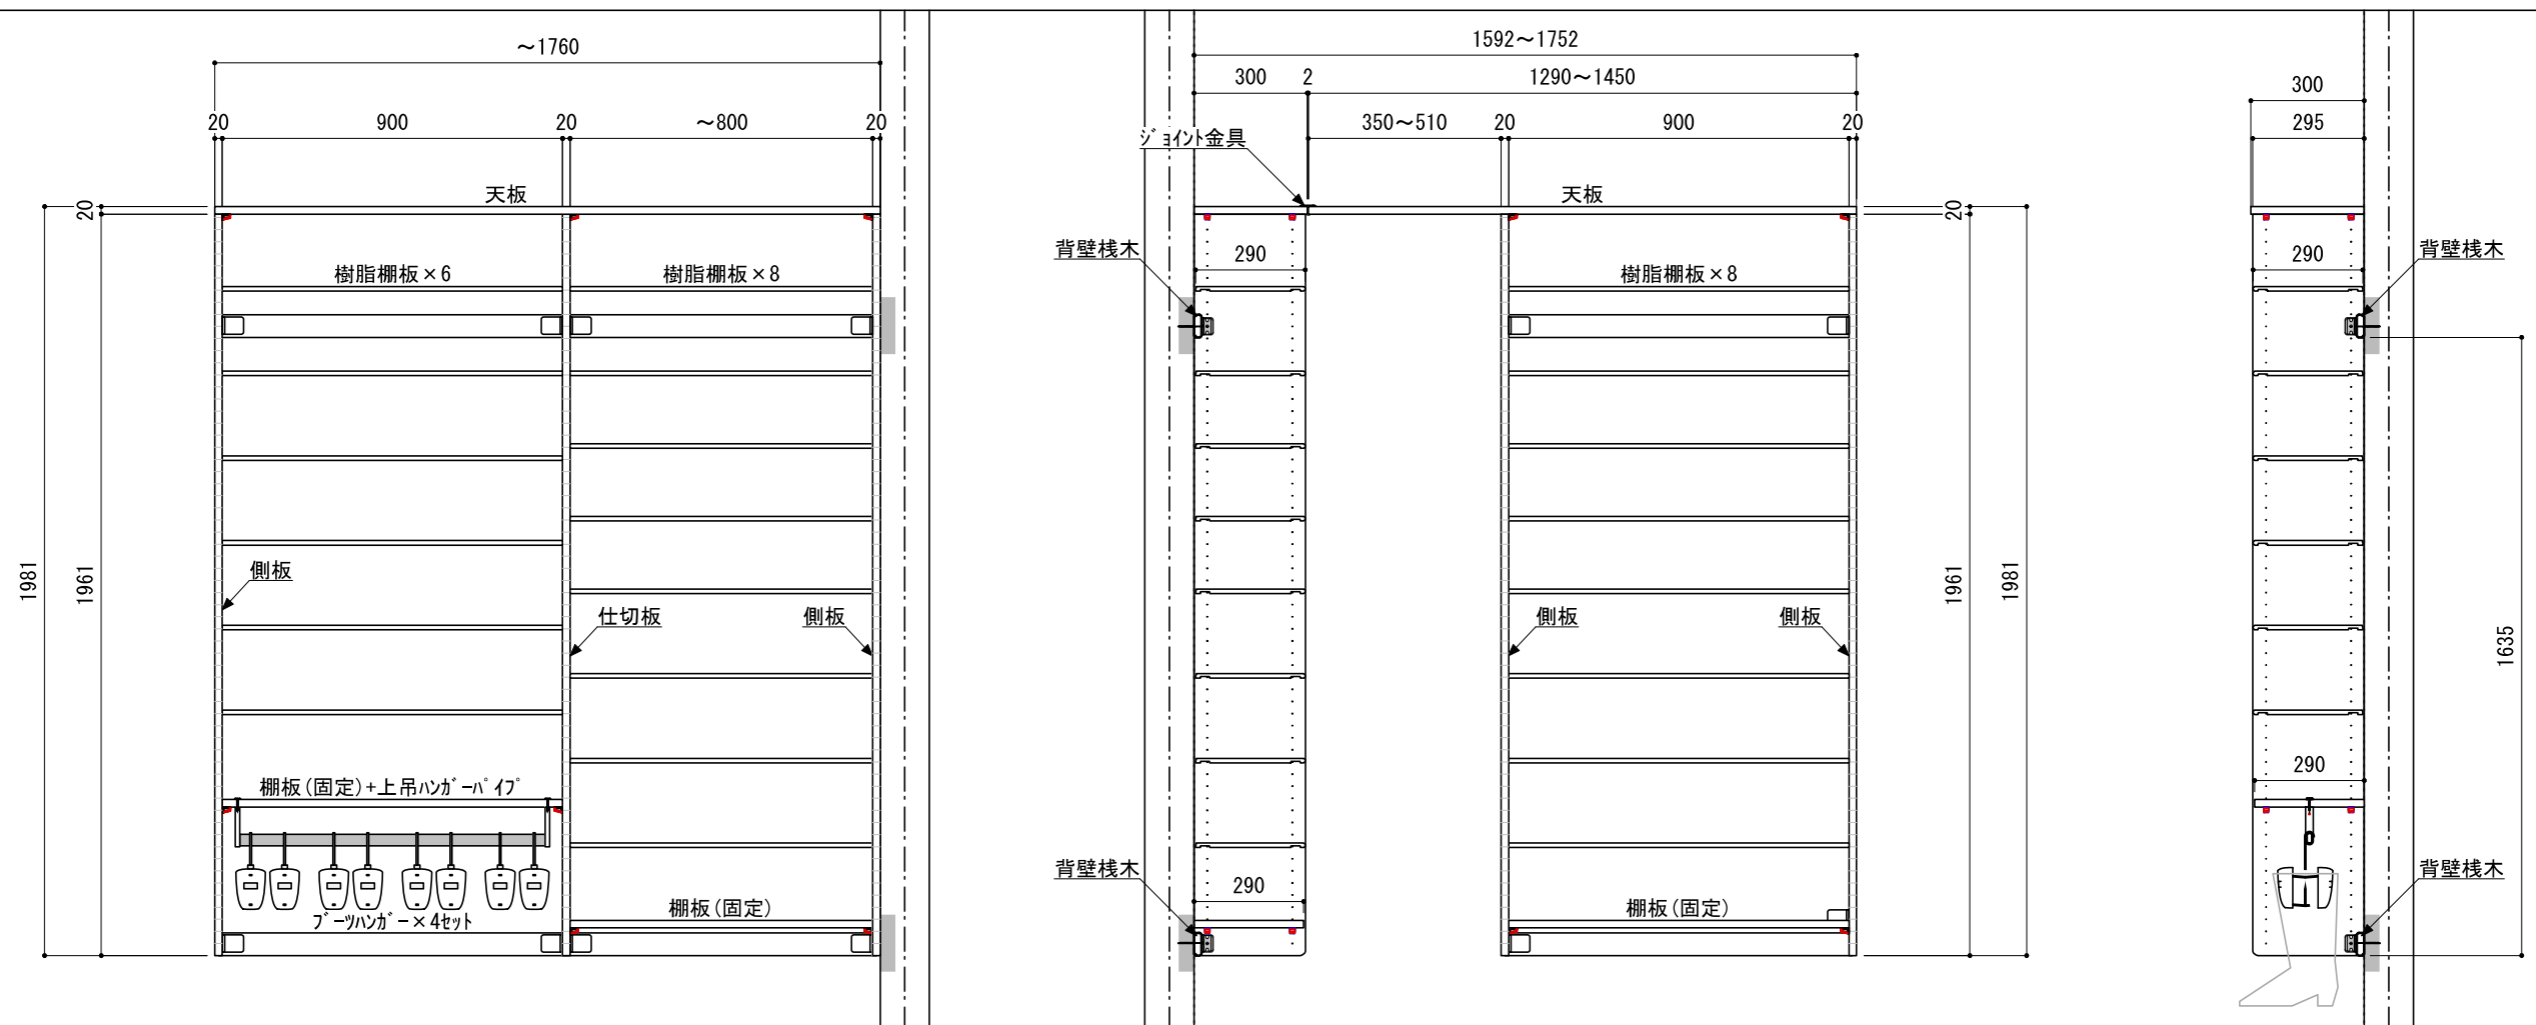 ~1760
1592~1752
300 2 1290~1450
300
20 900 20 ~800 20
350~510 20 900 20
295
ジョイント金具
天板
天板
20
20
背壁桟木
290
290
背壁桟木
樹脂棚板×6
樹脂棚板×8
樹脂棚板×8
側板
1981
1961
1961
1981
仕切板
側板
側板
側板
1635
290
棚板(固定)+上吊ハンガーパイプ
背壁桟木
背壁桟木
290
棚板(固定)
棚板(固定)
ブーツハンガー×4セット